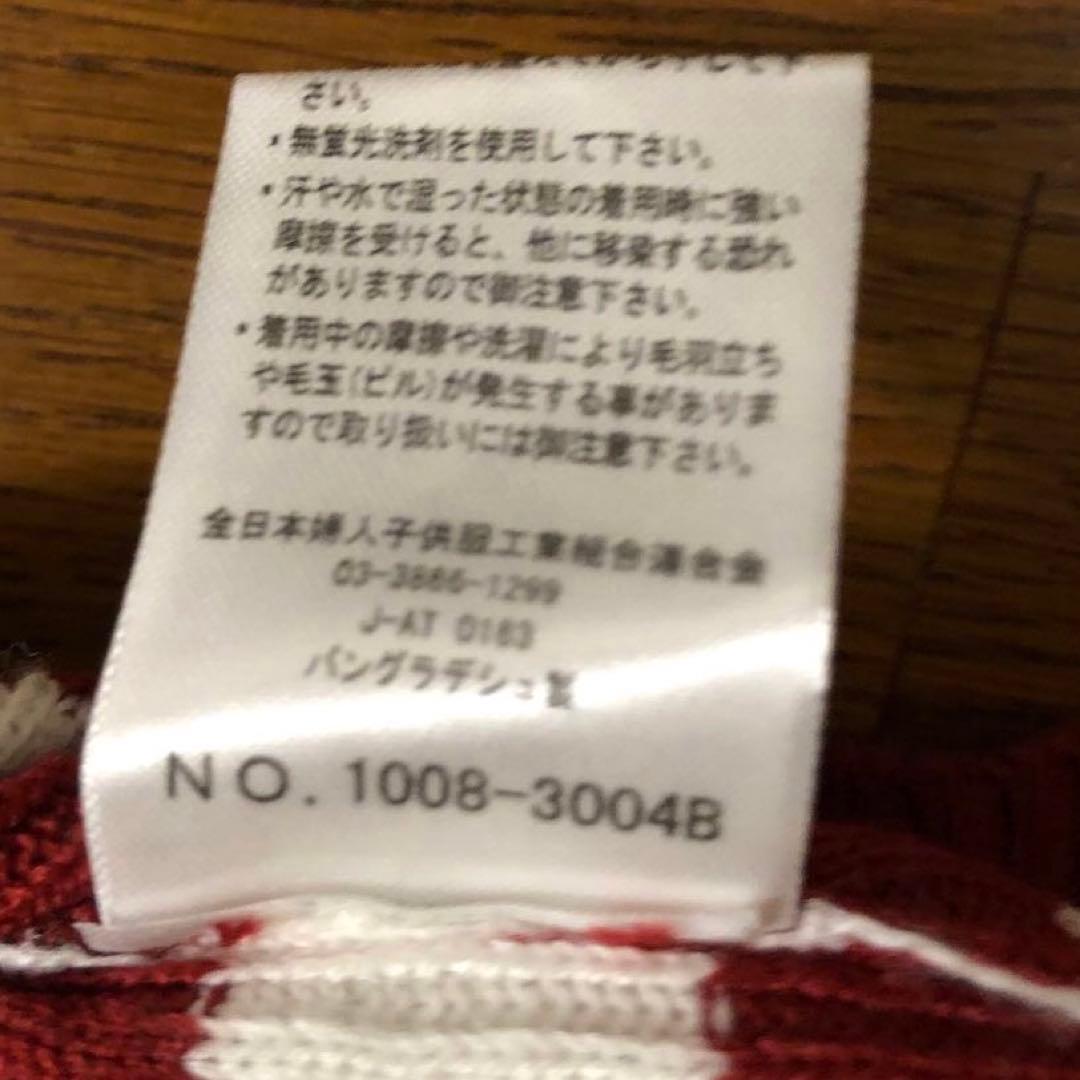 さい。
・無蛍光洗剤を使用して下さい。
・汗や水で湿った状態の着用時に強い
摩擦を受けると、他に移染する恐れ
がありますので御注意下さい。
・着用中の摩擦や洗濯により毛羽立ち
や毛玉(ピル)が発生する事がありま
すので取り扱いには御注意下さい。
全日本婦人子供服工業組合連合会
03-3866-1299
J-AT 0163
バングラデシュ製
NO. 1008-3004B